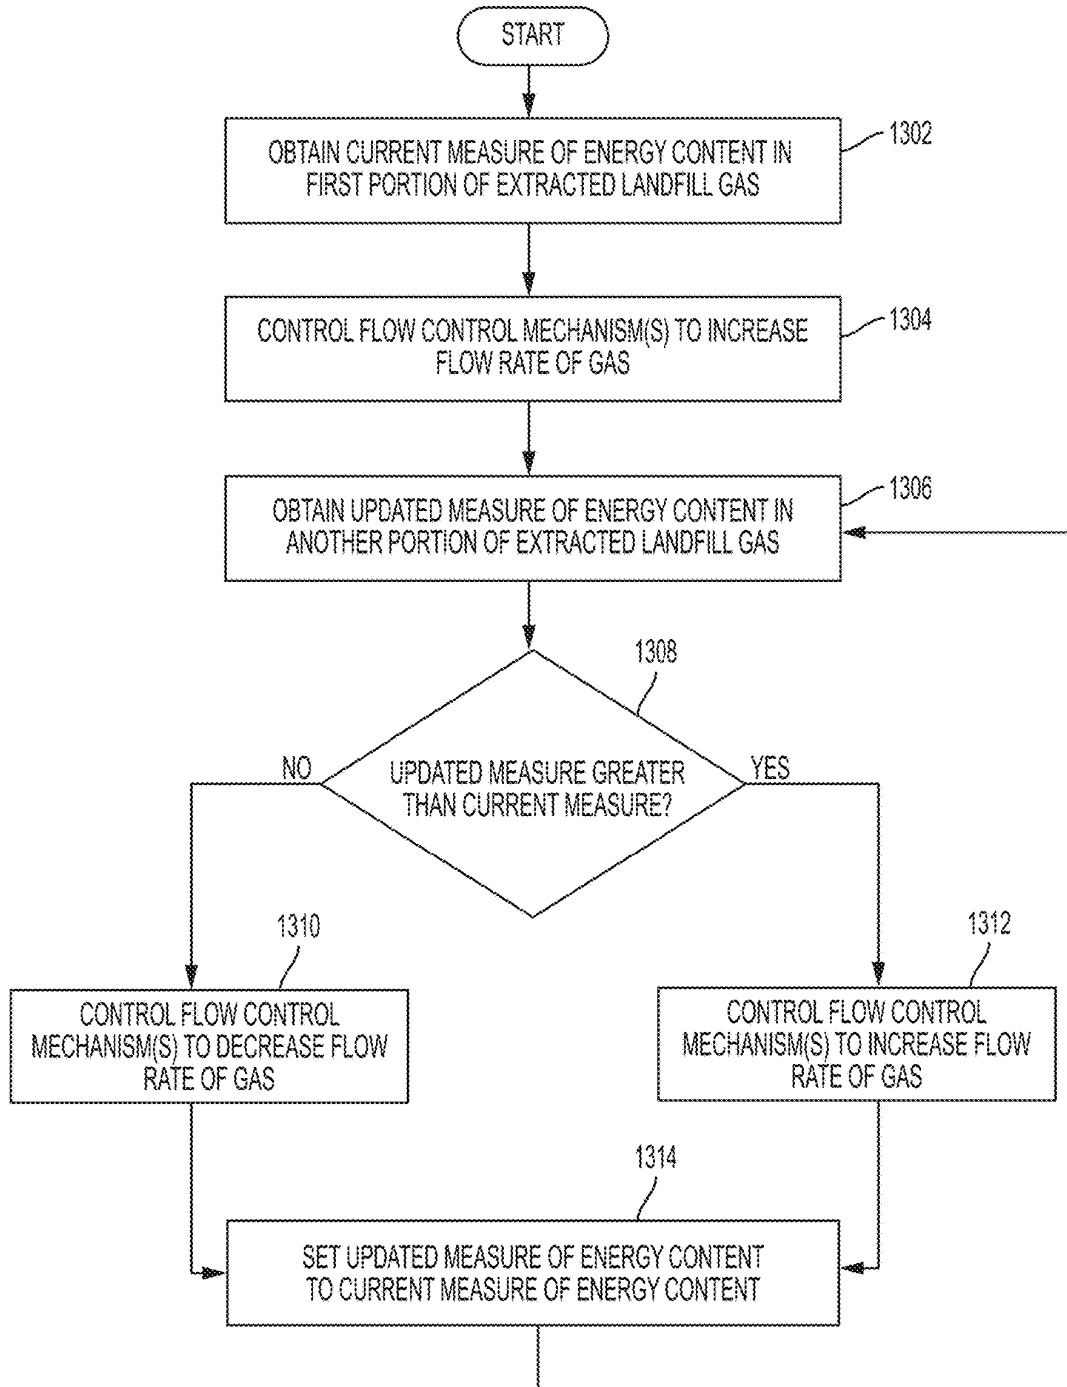 START
1302
OBTAIN CURRENT MEASURE OF ENERGY CONTENT IN
FIRST PORTION OF EXTRACTED LANDFILL GAS
1304
CONTROL FLOW CONTROL MECHANISM(S) TO INCREASE
FLOW RATE OF GAS
1306
OBTAIN UPDATED MEASURE OF ENERGY CONTENT IN
ANOTHER PORTION OF EXTRACTED LANDFILL GAS
1308
NO
UPDATED MEASURE GREATER
THAN CURRENT MEASURE?
YES
1310
CONTROL FLOW CONTROL
MECHANISM(S) TO DECREASE FLOW
RATE OF GAS
1312
CONTROL FLOW CONTROL
MECHANISM(S) TO INCREASE FLOW
RATE OF GAS
1314
SET UPDATED MEASURE OF ENERGY CONTENT
TO CURRENT MEASURE OF ENERGY CONTENT